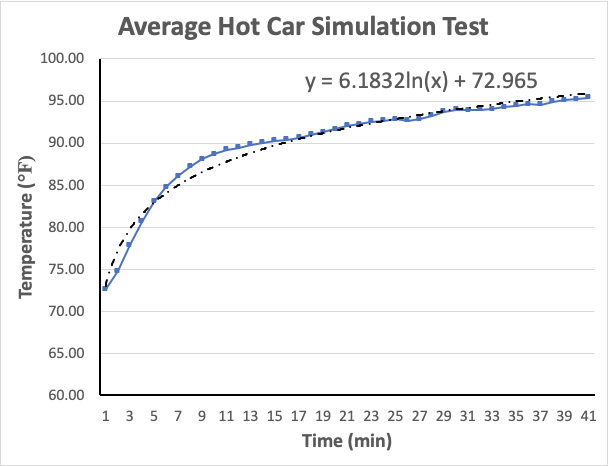 Average Hot Car Simulation Test
y = 6.1832ln(x) + 72.965
Temperature (°F)
100.00
95.00
90.00
85.00
80.00
75.00
70.00
65.00
60.00
1 3 5 7 9 11 13 15 17 19 21 23 25 27 29 31 33 35 37 39 41
Time (min)